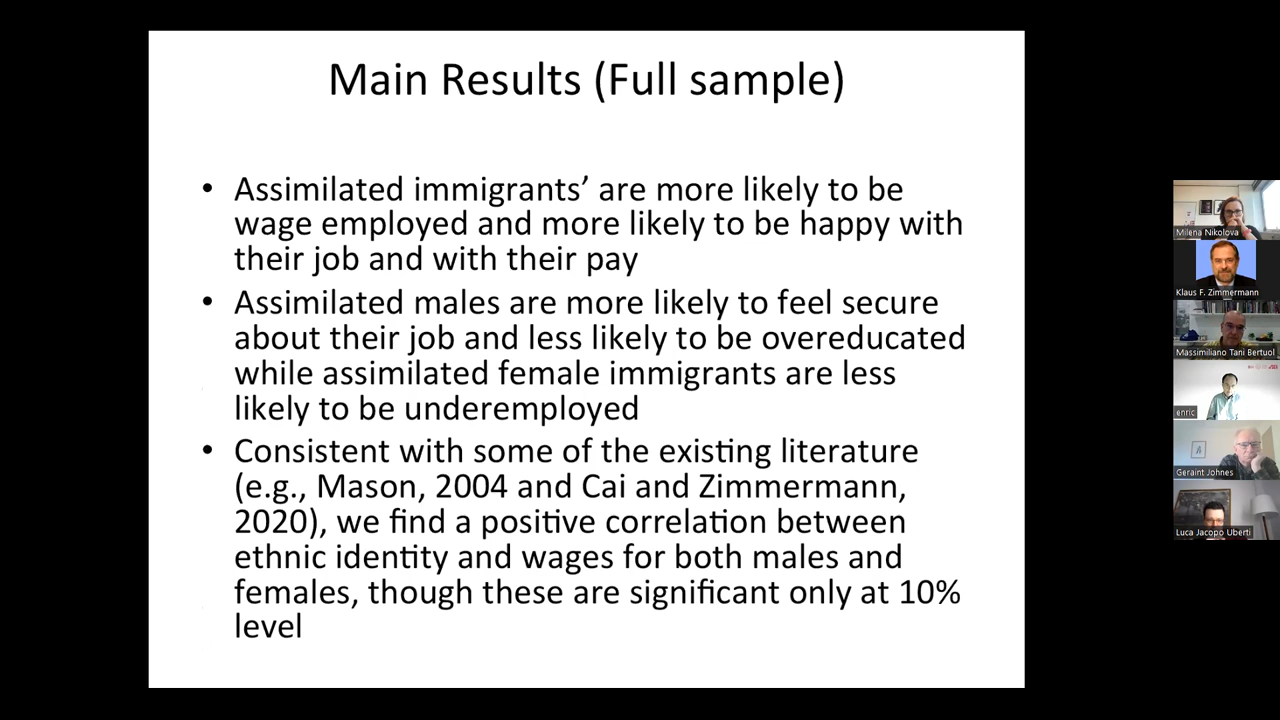 Main Results (Full sample)
• Assimilated immigrants’ are more likely to be
wage employed and more likely to be happy with
their job and with their pay
• Assimilated males are more likely to feel secure
about their job and less likely to be overeducated
while assimilated female immigrants are less
likely to be underemployed
• Consistent with some of the existing literature
(e.g., Mason, 2004 and Cai and Zimmermann,
2020), we find a positive correlation between
ethnic identity and wages for both males and
females, though these are significant only at 10%
level
Milena Nikolova
Klaus F. Zimmermann
Massimiliano Tani Bertuol
enric
Geraint Johnes
Luca Jacopo Uberti